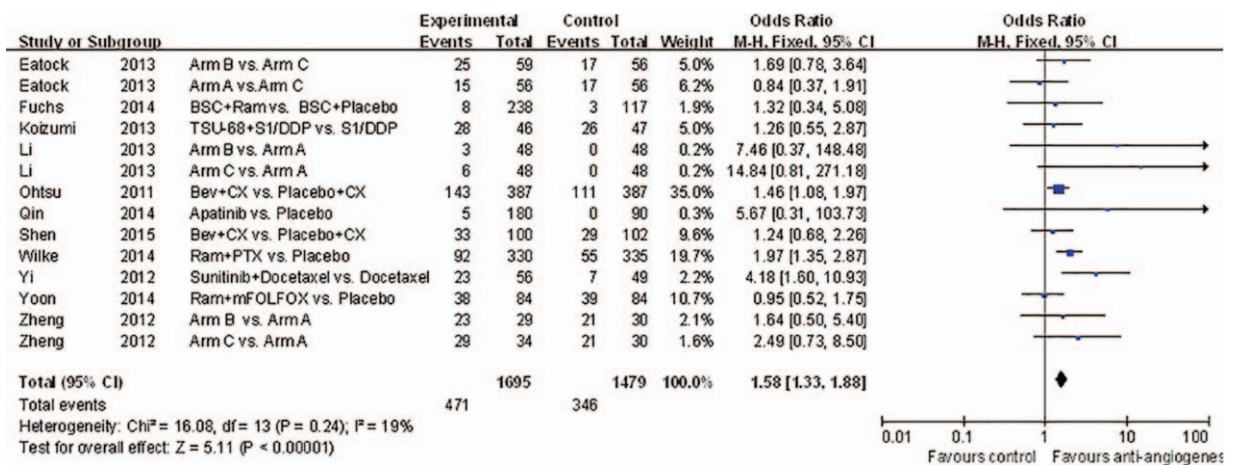 Experimental Control Odds Ratio Odds Ratio
Study or Subgroup Events Total Events Total Weight M-H, Fixed, 95% CI M-H, Fixed, 95% CI
Eatock 2013 Arm B vs. Arm C 25 59 17 56 5.0% 1.69 [0.78, 3.64]
Eatock 2013 Arm A vs.Arm C 15 56 17 56 6.2% 0.84 [0.37, 1.91]
Fuchs 2014 BSC+Ram vs. BSC+Placebo 8 238 3 117 1.9% 1.32 [0.34, 5.08]
Koizumi 2013 TSU-68+S1/DDP vs. S1/DDP 28 46 26 47 5.0% 1.26 [0.55, 2.87]
Li 2013 Arm B vs. Arm A 3 48 0 48 0.2% 7.46 [0.37, 148.48]
Li 2013 Arm C vs. Arm A 6 48 0 48 0.2% 14.84 [0.81, 271.18]
Ohtsu 2011 Bev+CX vs. Placebo+CX 143 387 111 387 35.0% 1.46 [1.08, 1.97]
Qin 2014 Apatinib vs. Placebo 5 180 0 90 0.3% 5.67 [0.31, 103.73]
Shen 2015 Bev+CX vs. Placebo+CX 33 100 29 102 9.6% 1.24 [0.68, 2.26]
Wilke 2014 Ram+PTX vs. Placebo 92 330 55 335 19.7% 1.97 [1.35, 2.87]
Yi 2012 Sunitinib+Docetaxel vs. Docetaxel 23 56 7 49 2.2% 4.18 [1.60, 10.93]
Yoon 2014 Ram+mFOLFOX vs. Placebo 38 84 39 84 10.7% 0.95 [0.52, 1.75]
Zheng 2012 Arm B vs. Arm A 23 29 21 30 2.1% 1.64 [0.50, 5.40]
Zheng 2012 Arm C vs. Arm A 29 34 21 30 1.6% 2.49 [0.73, 8.50]
Total (95% CI) 1695 1479 100.0% 1.58 [1.33, 1.88]
Total events 471 346
Heterogeneity: Chi² = 16.08, df = 13 (P = 0.24); I² = 19%
Test for overall effect: Z = 5.11 (P < 0.00001)
0.01 0.1 1 10 100
Favours control Favours anti-angiogenes